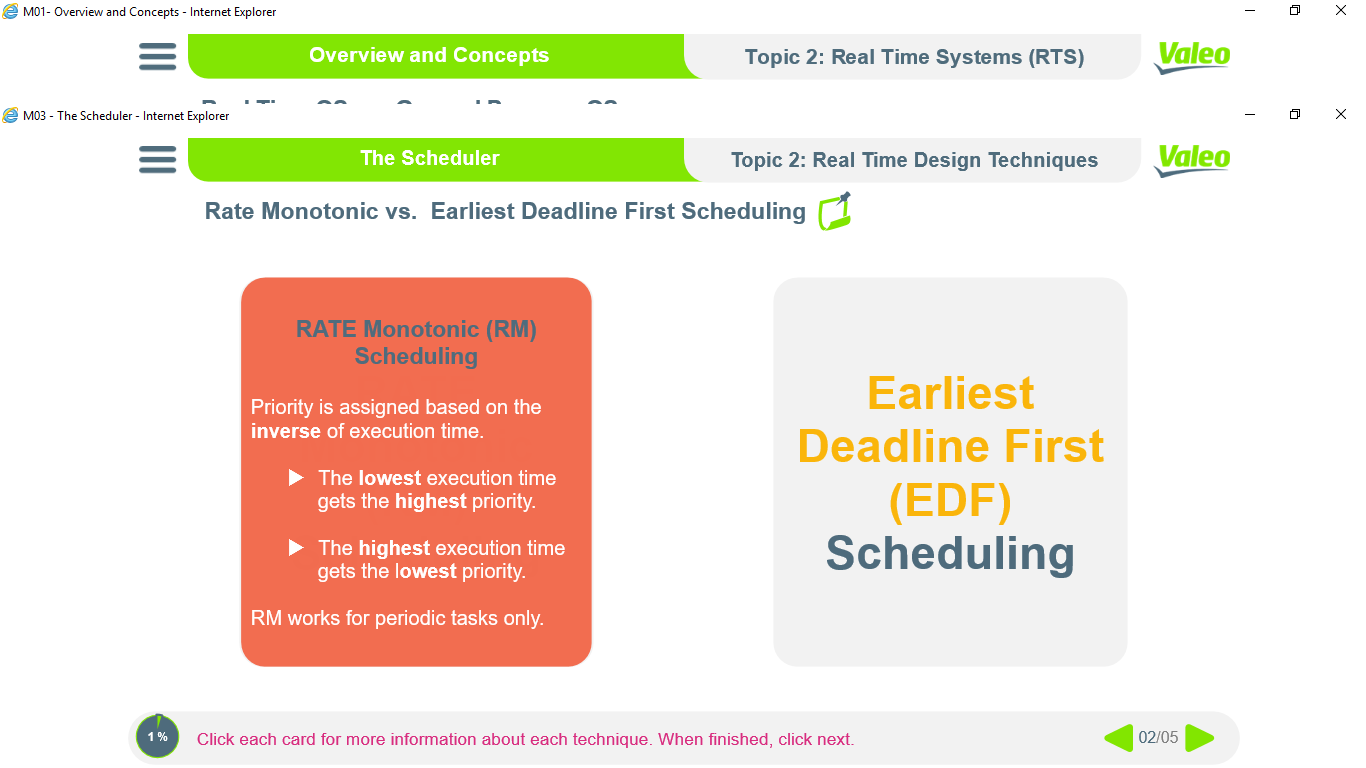 M01- Overview and Concepts - Internet Explorer
Overview and Concepts
Topic 2: Real Time Systems (RTS)
Valeo
M03 - The Scheduler - Internet Explorer
The Scheduler
Topic 2: Real Time Design Techniques
Valeo
Rate Monotonic vs. Earliest Deadline First Scheduling
RATE Monotonic (RM)
Scheduling
Priority is assigned based on the
inverse of execution time.
The lowest execution time
gets the highest priority.
The highest execution time
gets the lowest priority.
RM works for periodic tasks only.
Earliest
Deadline First
(EDF)
Scheduling
1 %
Click each card for more information about each technique. When finished, click next.
02/05